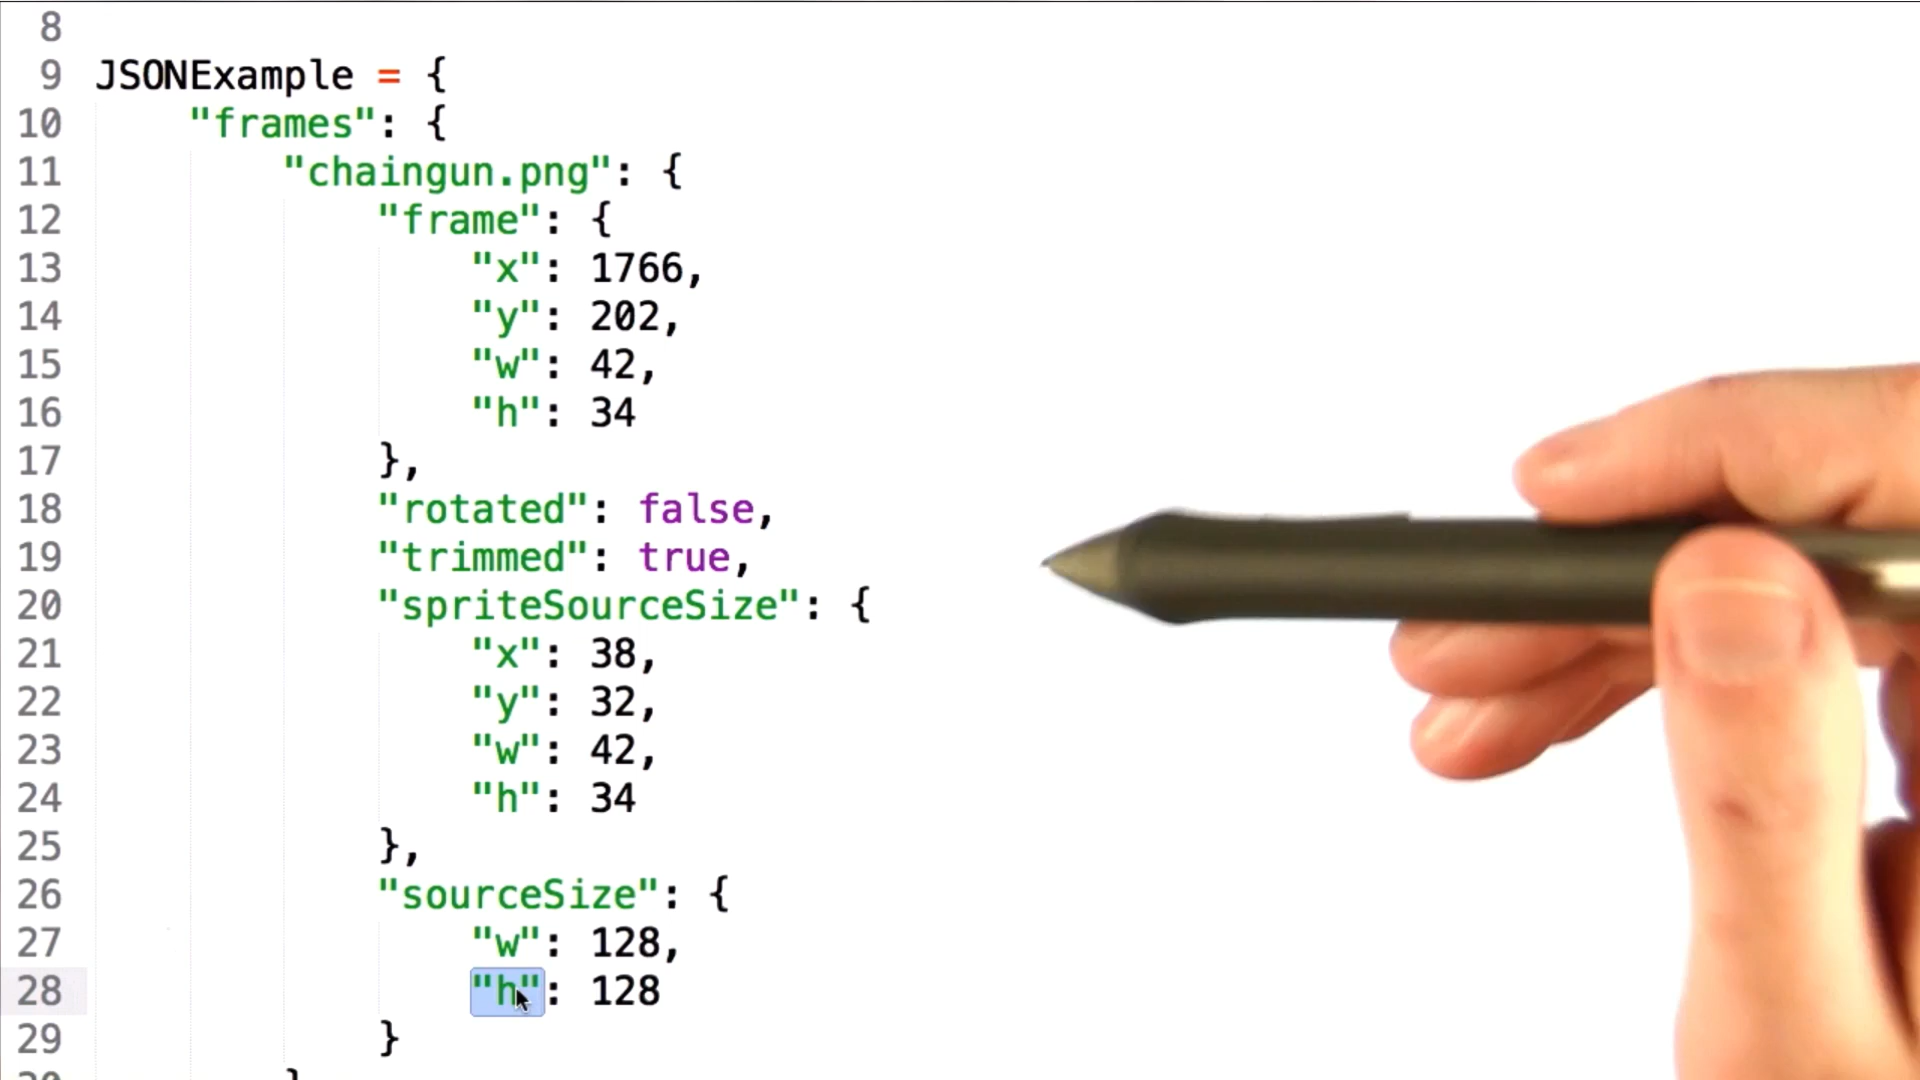 8
9 JSONExample = {
10 "frames": {
11 "chaingun.png": {
12 "frame": {
13 "x": 1766,
14 "y": 202,
15 "w": 42,
16 "h": 34
17 },
18 "rotated": false,
19 "trimmed": true,
20 "spriteSourceSize": {
21 "x": 38,
22 "y": 32,
23 "w": 42,
24 "h": 34
25 },
26 "sourceSize": {
27 "w": 128,
28 "h": 128
29 }